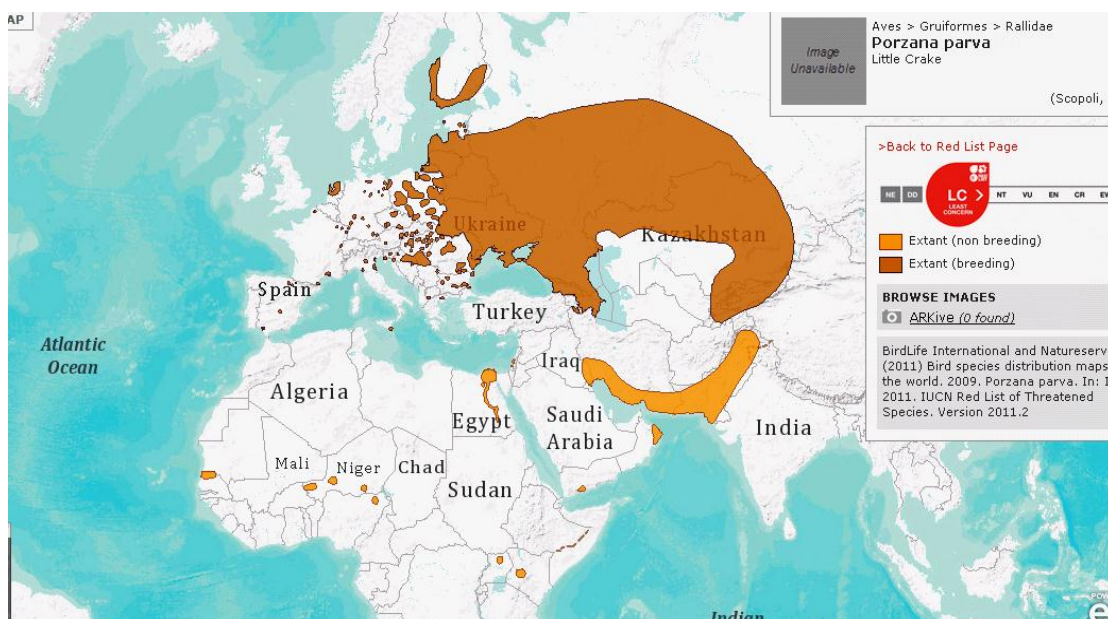 AP
Image
Unavailable
Aves > Gruiformes > Rallidae
Porzana parva
Little Crake
(Scopoli,
>Back to Red List Page
NE DD LC > NT VU EN CR EW
LEAST
CONCERN
Extant (non breeding)
Extant (breeding)
BROWSE IMAGES
ARKive (0 found)
BirdLife International and Natureserv
(2011) Bird species distribution maps
the world. 2009. Porzana parva. In: I
2011. IUCN Red List of Threatened
Species. Version 2011.2
Ukraine
Kazakhstan
Spain
Turkey
Atlantic
Ocean
Iraq
Algeria
Egypt
Saudi
Arabia
India
Mali
Niger
Chad
Sudan
Indian